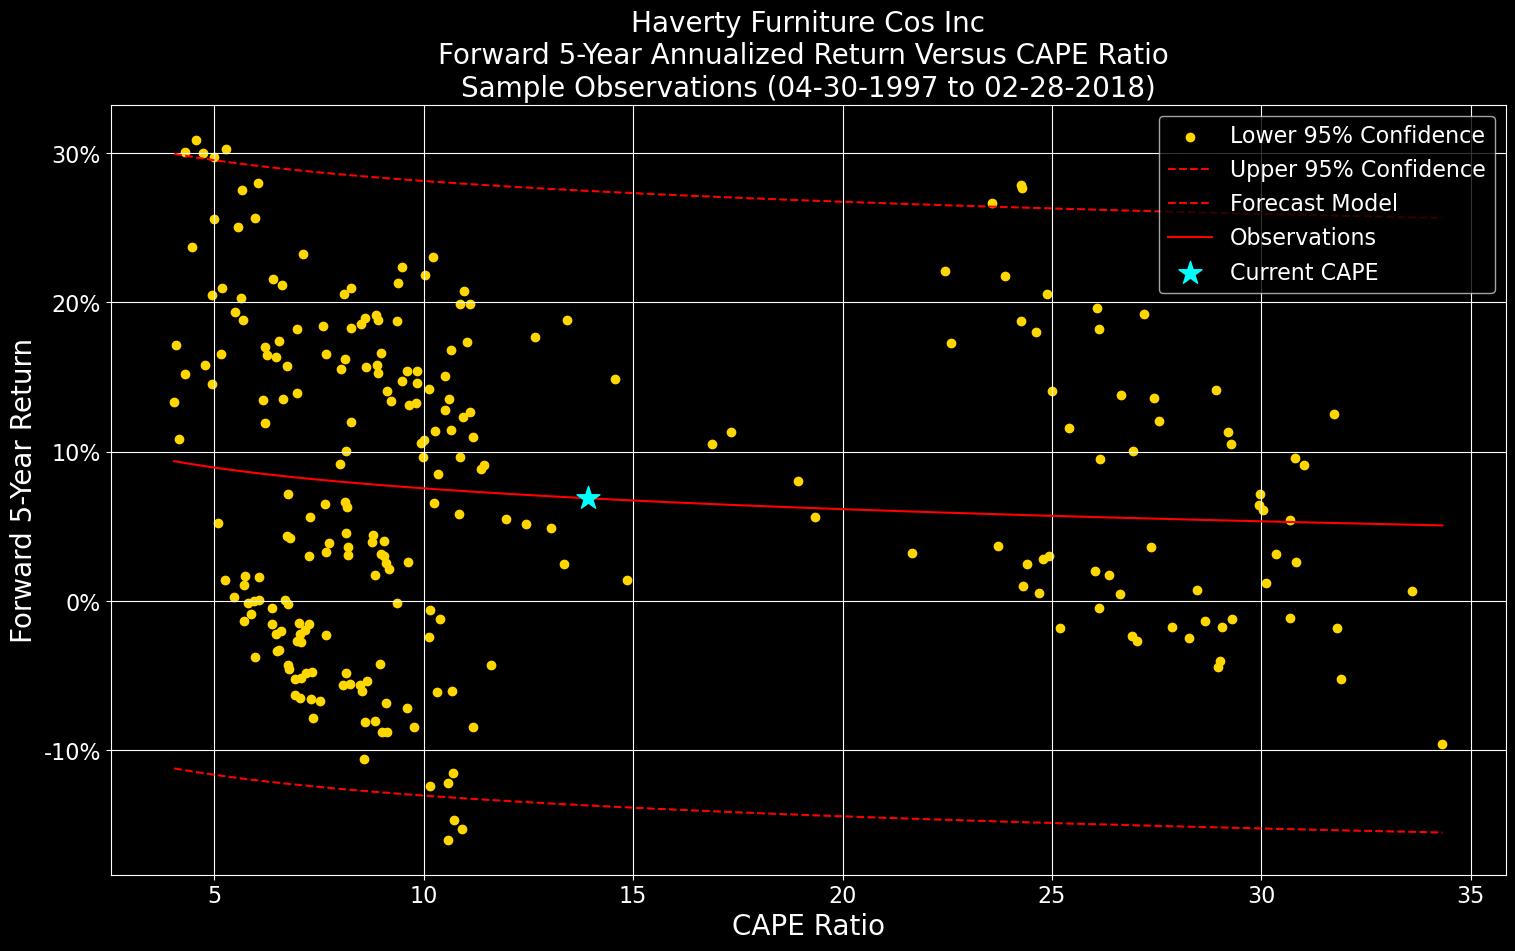 Haverty Furniture Cos Inc
Forward 5-Year Annualized Return Versus CAPE Ratio
Sample Observations (04-30-1997 to 02-28-2018)
Lower 95% Confidence
Upper 95% Confidence
Forecast Model
Observations
Current CAPE
Forward 5-Year Return
30%
20%
10%
0%
-10%
5 10 15 20 25 30 35
CAPE Ratio